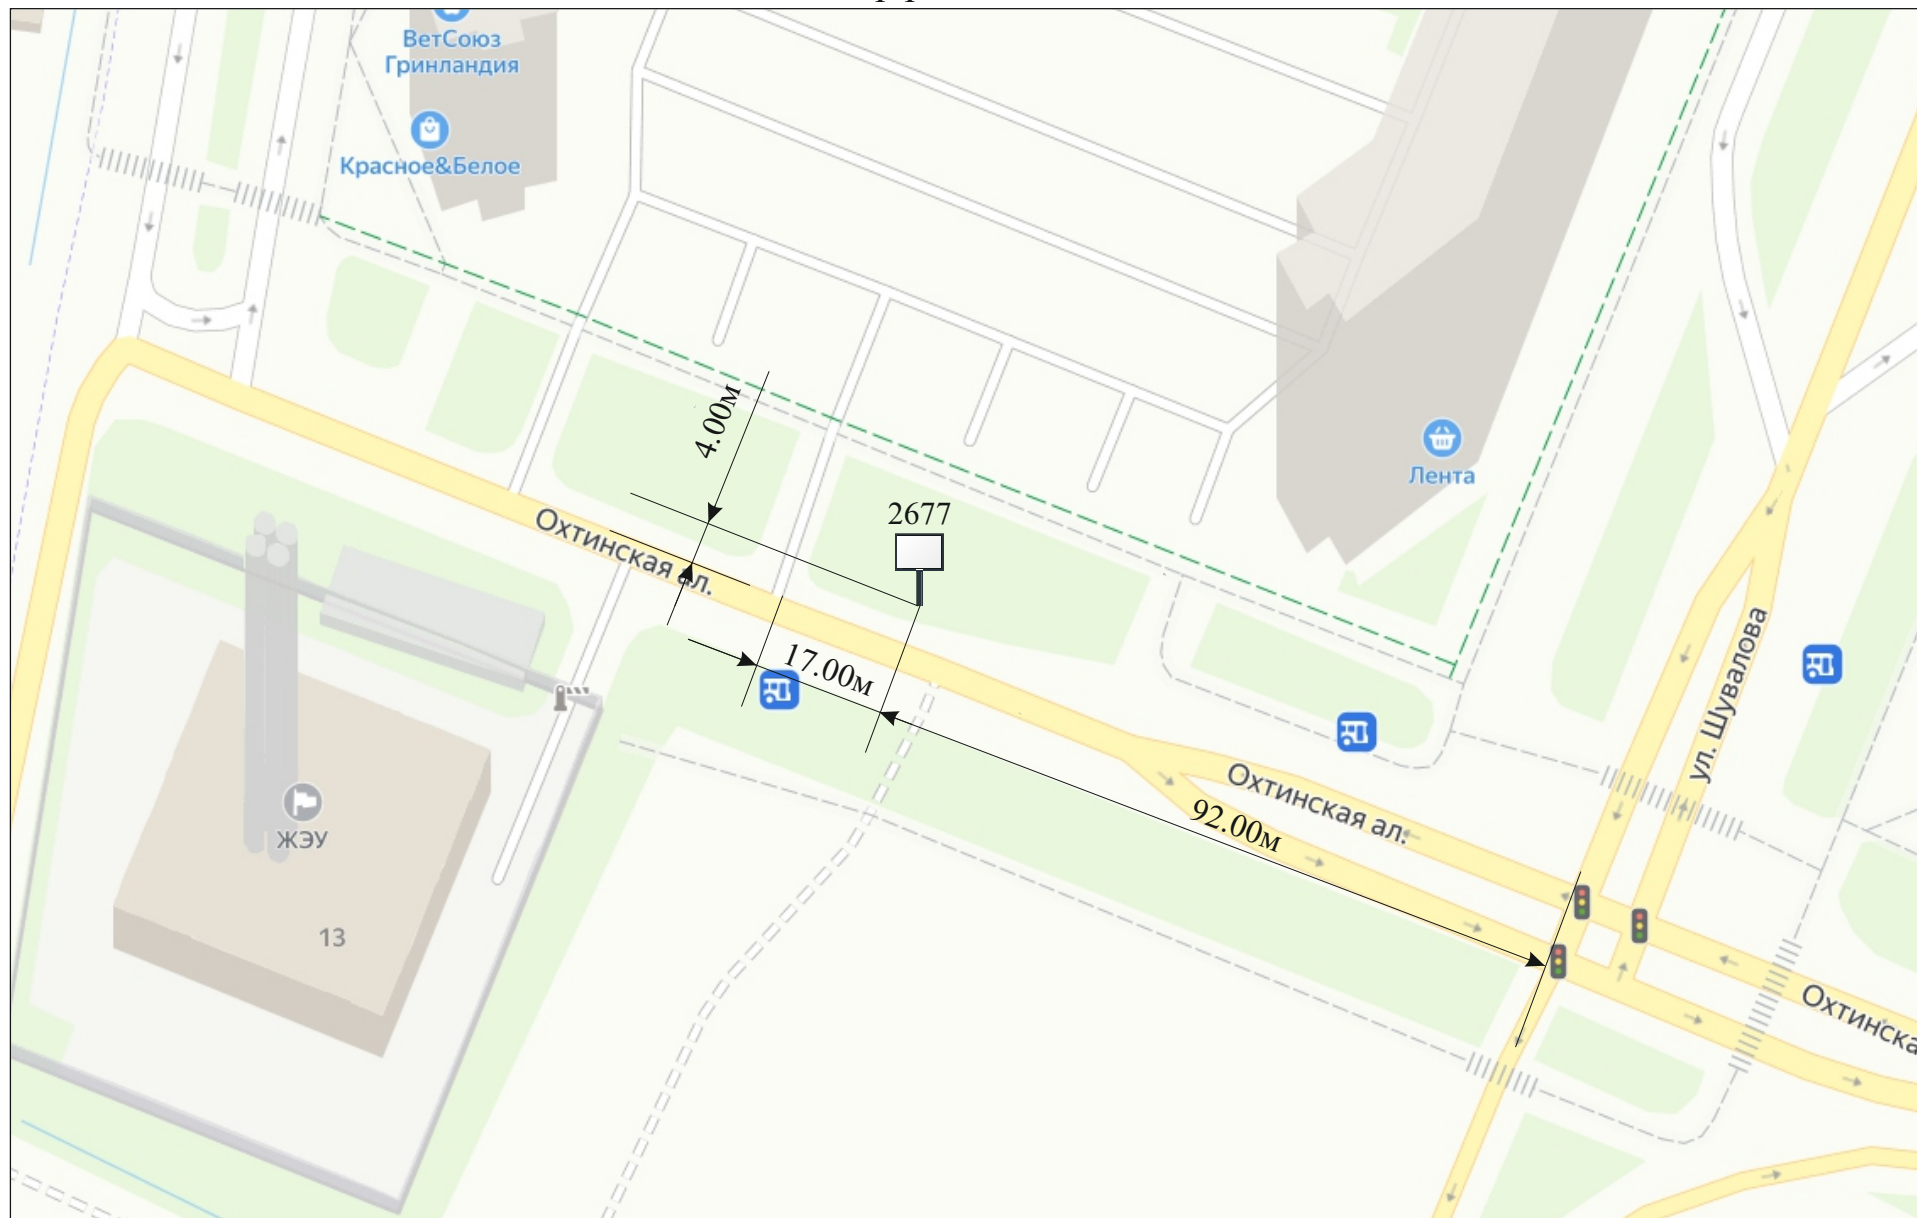 ВетСоюз
Гринландия
Красное&Белое
4.00м
Лента
2677
Охтинская ал.
17.00м
ул. Шувалова
Охтинская ал.
92.00м
ЖЭУ
13
Охтинска